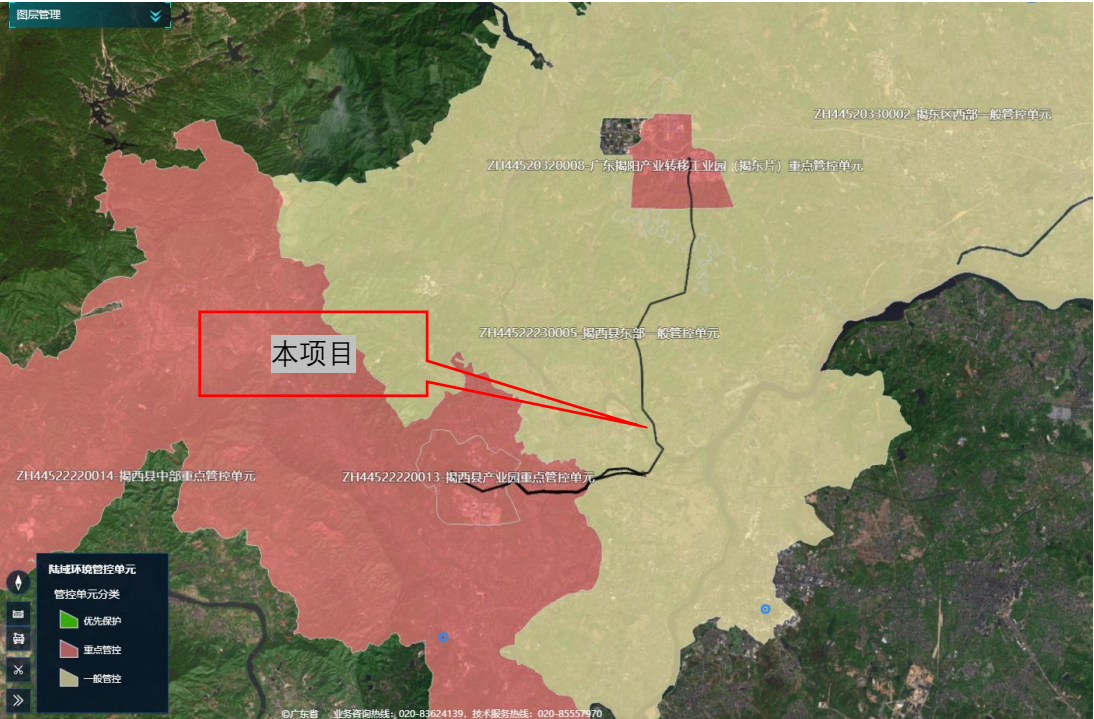 图层管理
ZH44520330002-揭东区西部一般管控单元
ZH44520320008-广东揭阳产业转移工业园（揭东片）重点管控单元
ZH44522230005-揭西县东部一般管控单元
本项目
ZH44522220014-揭西县中部重点管控单元
ZH44522220013-揭西县产业园重点管控单元
陆域环境管控单元
管控单元分类
优先保护
重点管控
一般管控
©广东省 业务咨询热线：020-83624139，技术服务热线：020-85557970